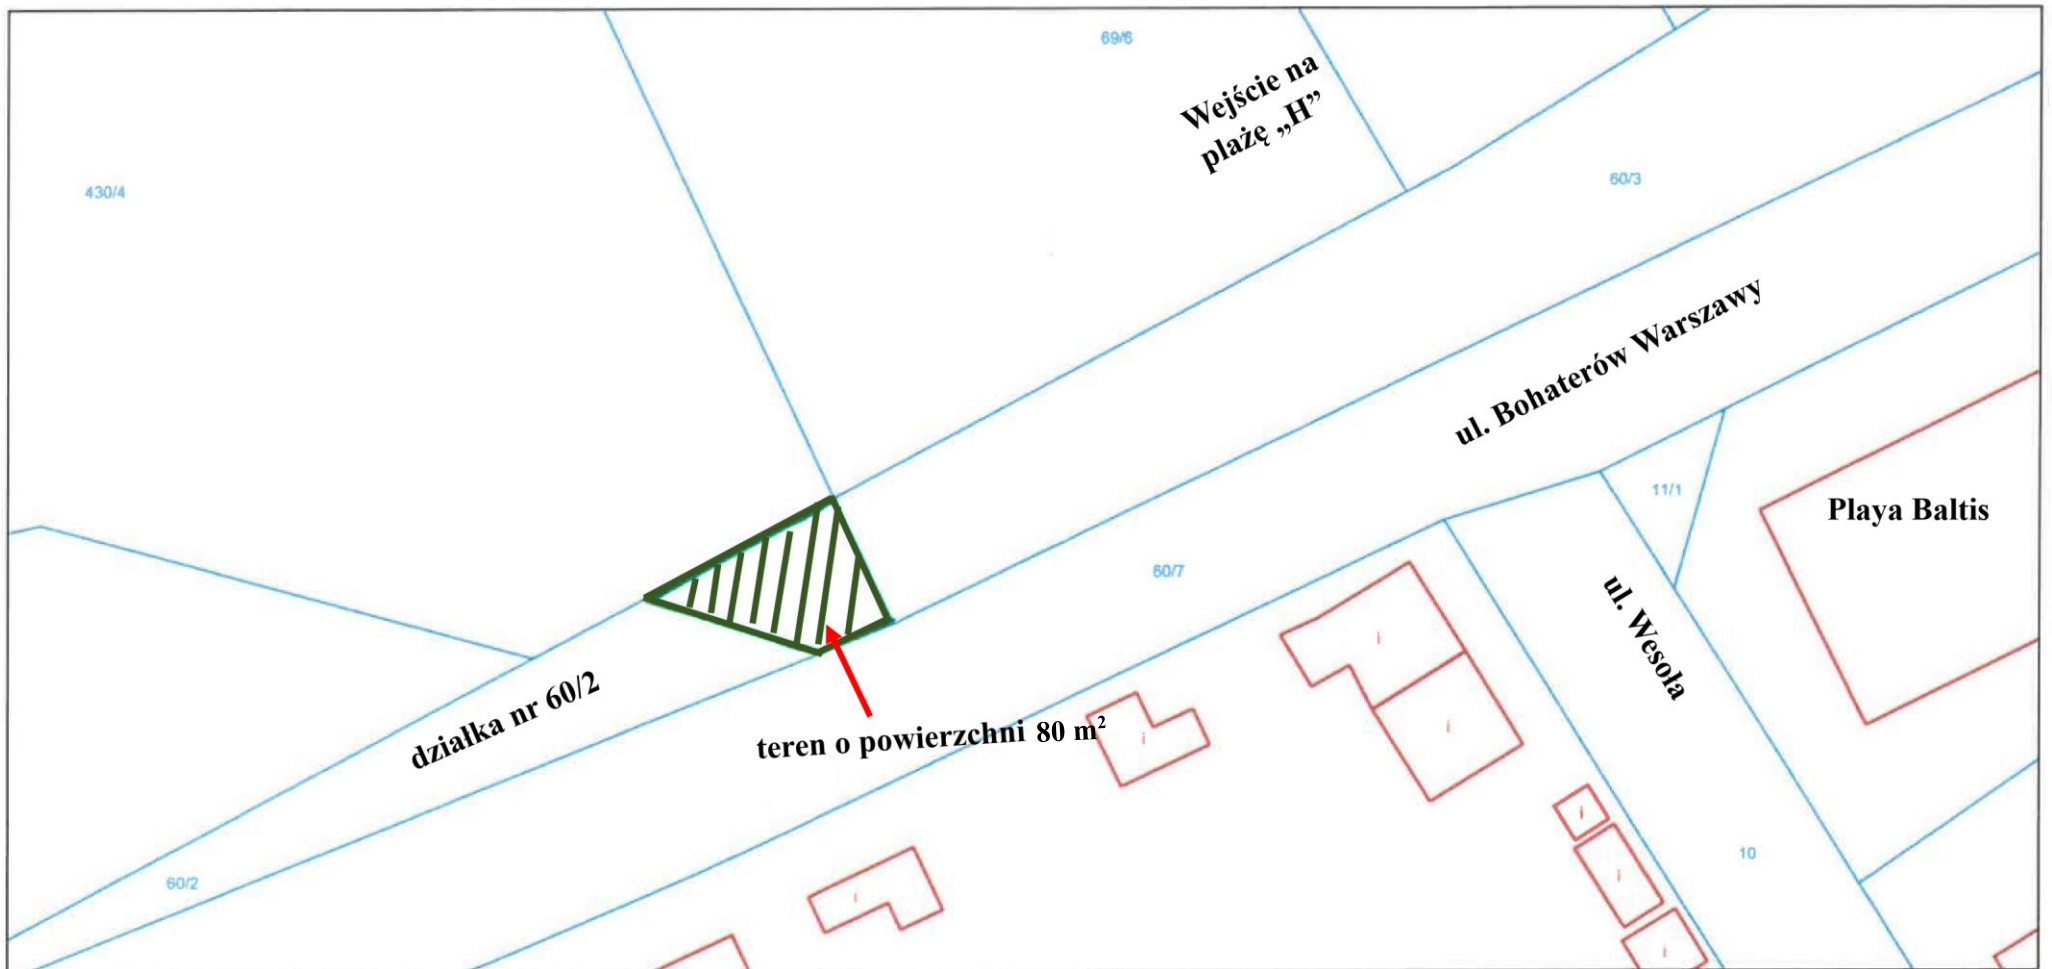 69/6
Wejście na
plażę „H”
430/4
60/3
ul. Bohaterów Warszawy
11/1
Playa Baltis
60/7
ul. Wesoła
i
działka nr 60/2
teren o powierzchni 80 m²
i
i
i
60/2
i
i
10
i